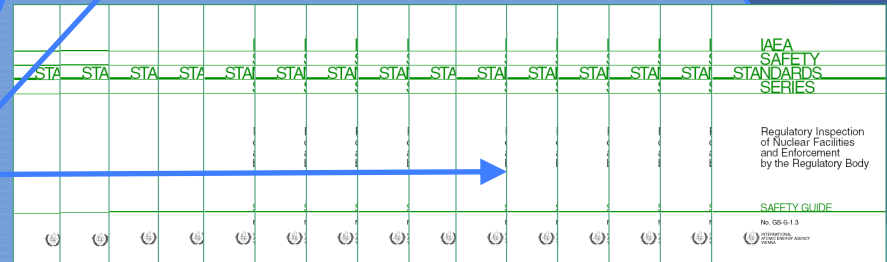 STA STA STA STA STA STA STA STA STA STA STA STA STA STA
IAEA
SAFETY
STANDARDS
SERIES
Regulatory Inspection
of Nuclear Facilities
and Enforcement
by the Regulatory Body
SAFETY GUIDE
No. GS-G-1.3
INTERNATIONAL
ATOMIC ENERGY AGENCY
VIENNA